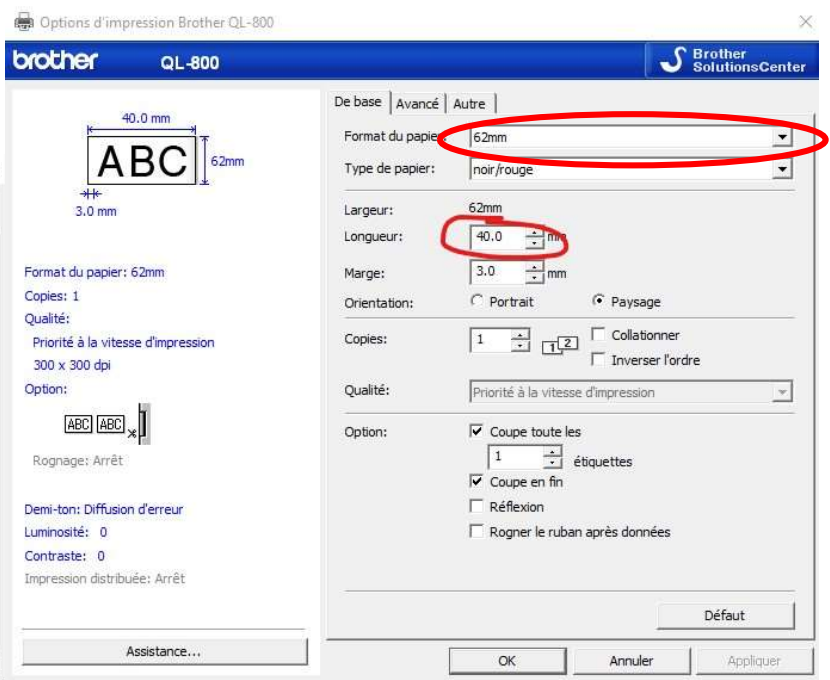 Options d'impression Brother QL-800
brother QL-800 Brother SolutionsCenter
40.0 mm
ABC
62mm
3.0 mm
Format du papier: 62mm
Copies: 1
Qualité:
Priorité à la vitesse d'impression
300 x 300 dpi
Option:
ABC ABC
Rognage: Arrêt
Demi-ton: Diffusion d'erreur
Luminosité: 0
Contraste: 0
Impression distribuée: Arrêt
Assistance...
De base Avancé Autre
Format du papier: 62mm
Type de papier: noir/rouge
Largeur: 62mm
Longueur: 40.0 mm
Marge: 3.0 mm
Orientation: Portrait Paysage
Copies: 1 1 2 Collationner
Inverser l'ordre
Qualité: Priorité à la vitesse d'impression
Option: Coupe toute les
1 étiquettes
Coupe en fin
Réflexion
Rogner le ruban après données
Défaut
OK Annuler Appliquer